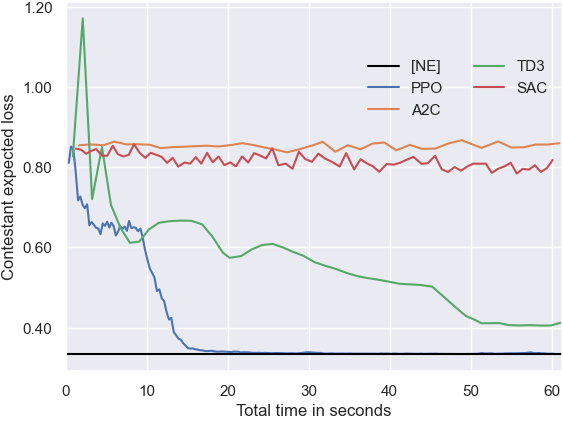 1.20
1.00
0.80
0.60
0.40
Contestant expected loss
[NE]
PPO
A2C
TD3
SAC
0 10 20 30 40 50 60
Total time in seconds